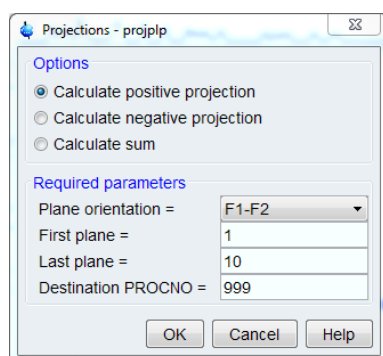 Projections - projplp
Options
Calculate positive projection
Calculate negative projection
Calculate sum
Required parameters
Plane orientation = F1-F2
First plane = 1
Last plane = 10
Destination PROCNO = 999
OK Cancel Help